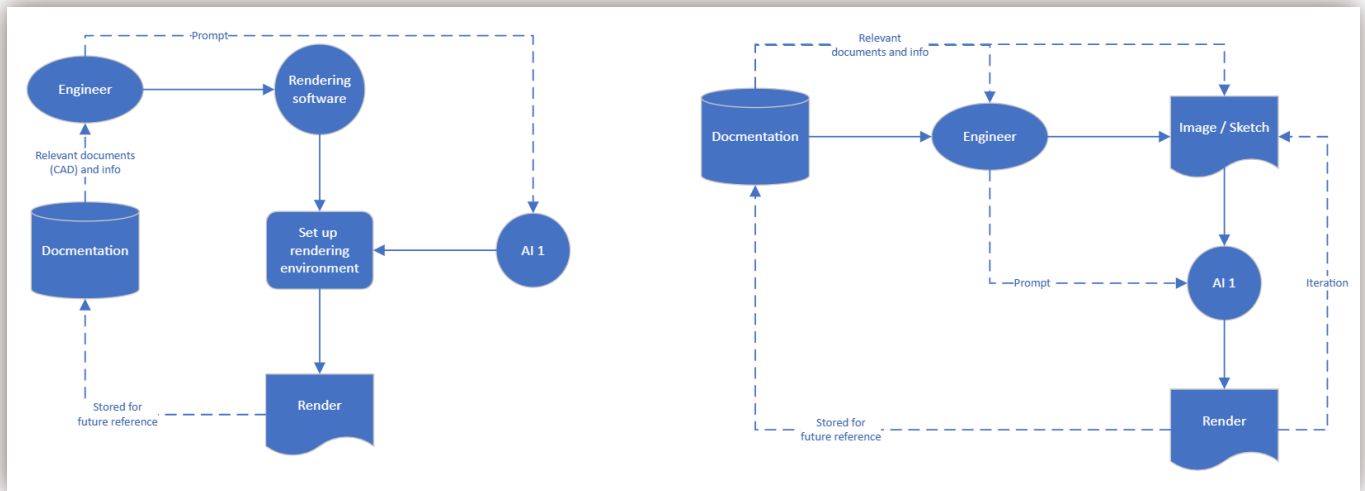 Prompt
Engineer
Rendering
software
Relevant documents
(CAD) and info
Docmentation
Set up
rendering
environment
AI 1
Render
Stored for
future reference
Relevant
documents and info
Docmentation
Engineer
Image / Sketch
Prompt
AI 1
Iteration
Render
Stored for
future reference